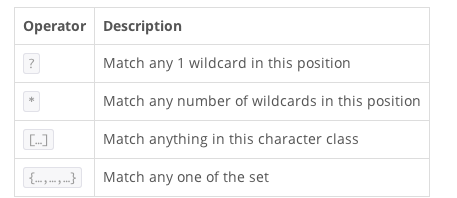 Operator Description
? Match any 1 wildcard in this position
* Match any number of wildcards in this position
[…] Match anything in this character class
{…,…,…} Match any one of the set